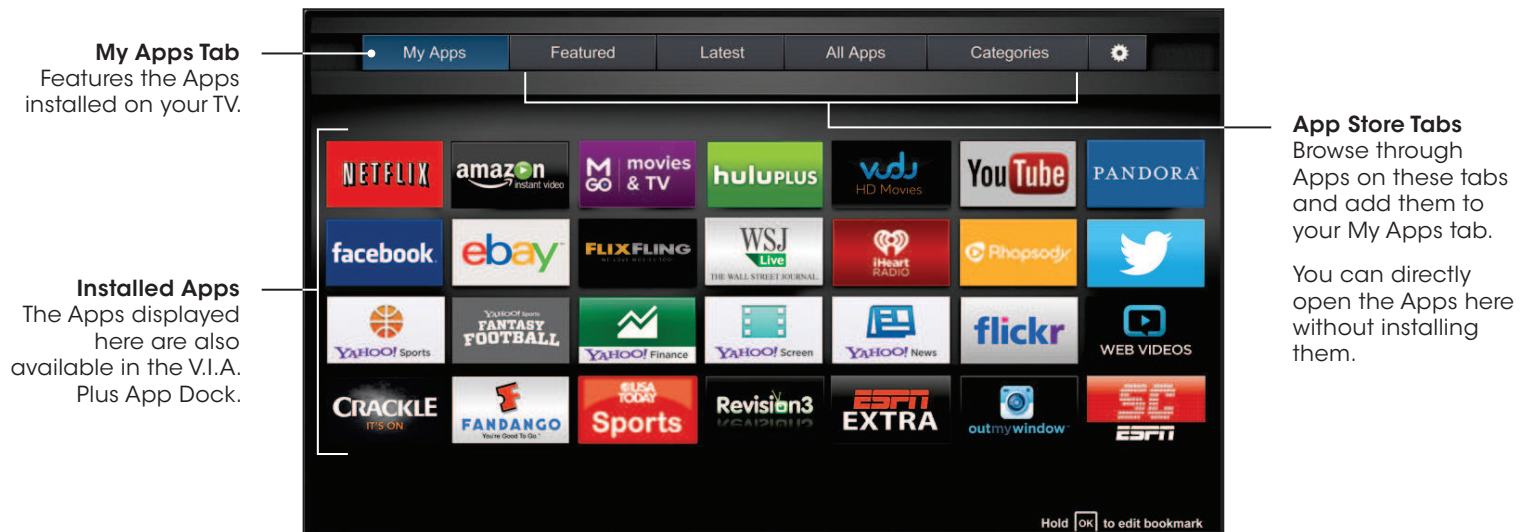 My Apps Tab
Features the Apps
installed on your TV.
My Apps
Featured
Latest
All Apps
Categories
App Store Tabs
Browse through
Apps on these tabs
and add them to
your My Apps tab.
You can directly
open the Apps here
without installing
them.
Installed Apps
The Apps displayed
here are also
available in the V.I.A.
Plus App Dock.
NETFLIX
amazon
instant video
M GO
movies
& TV
huluPLUS
vudu
HD Movies
YouTube
PANDORA
facebook
ebay
FLIXFLING
WE LOVE MOVIES TOO
WSJ
Live
THE WALL STREET JOURNAL.
iHeart
RADIO
Rhapsody
YAHOO! Sports
YAHOO! Sports
FANTASY
FOOTBALL
YAHOO! Finance
YAHOO! Screen
YAHOO! News
flickr
WEB VIDEOS
CRACKLE
IT'S ON
FANDANGO
You're Good To Go
USA
TODAY
Sports
Revision3
ESPN
EXTRA
outmywindow
SC
ESPN
Hold OK to edit bookmark